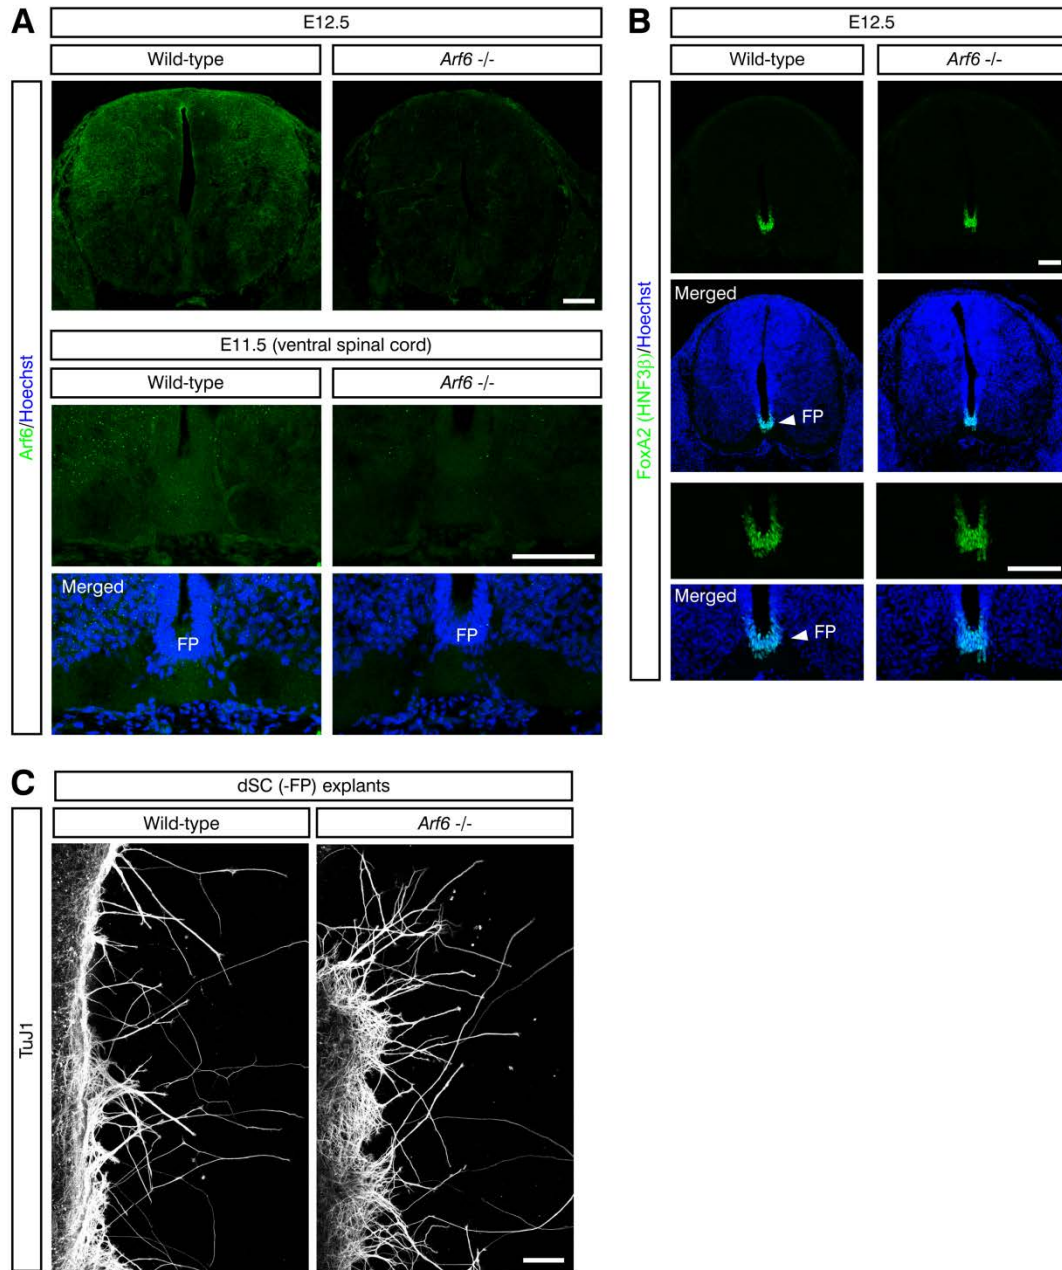 A
E12.5
Wild-type
Arf6 -/-
Arf6/Hoechst
E11.5 (ventral spinal cord)
Wild-type
Arf6 -/-
Merged
FP
FP
B
E12.5
Wild-type
Arf6 -/-
FoxA2 (HNF3β)/Hoechst
Merged
FP
Merged
FP
C
dSC (-FP) explants
Wild-type
Arf6 -/-
TuJ1